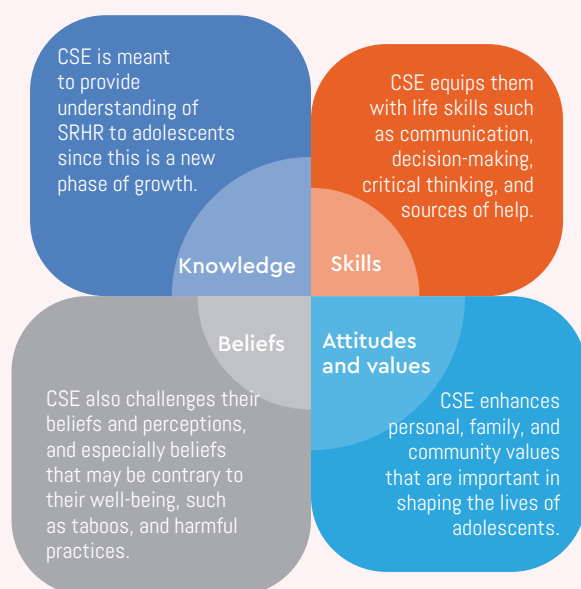 CSE is meant
to provide
understanding of
SRHR to adolescents
since this is a new
phase of growth.
Knowledge
CSE equips them
with life skills such
as communication,
decision-making,
critical thinking, and
sources of help.
Skills
Beliefs
CSE also challenges their
beliefs and perceptions,
and especially beliefs
that may be contrary to
their well-being, such
as taboos, and harmful
practices.
Attitudes
and values
CSE enhances
personal, family, and
community values
that are important in
shaping the lives of
adolescents.